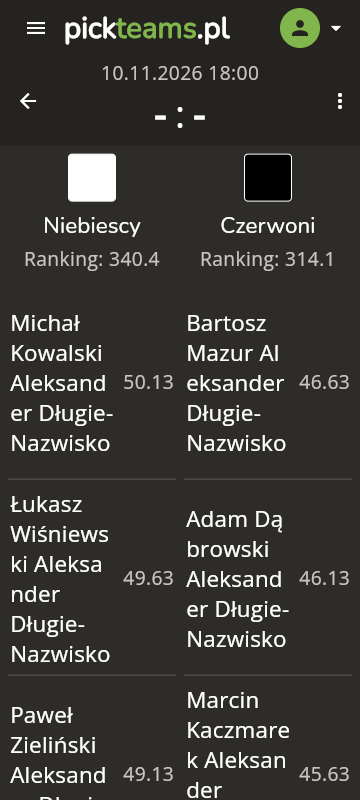 pickteams.pl
10.11.2026 18:00
- : -
Niebiescy
Ranking: 340.4
Czerwoni
Ranking: 314.1
Michał
Kowalski
Aleksand
er Długie-
Nazwisko
50.13
Bartosz
Mazur Al
eksander
Długie-
Nazwisko
46.63
Łukasz
Wiśniews
ki Aleksa
nder
Długie-
Nazwisko
49.63
Adam Dą
browski
Aleksand
er Długie-
Nazwisko
46.13
Paweł
Zieliński
Aleksand
49.13
Marcin
Kaczmare
k Aleksan
der
45.63